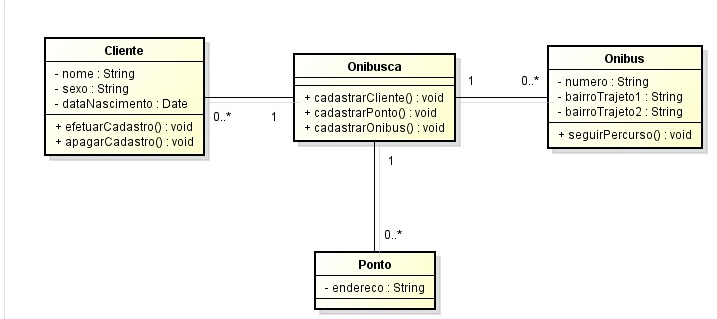 Cliente
- nome : String
- sexo : String
- dataNascimento : Date
+ efetuarCadastro() : void
+ apagarCadastro() : void
0..*
1
Onibusca
+ cadastrarCliente() : void
+ cadastrarPonto() : void
+ cadastrarOnibus() : void
1
0..*
Onibus
- numero : String
- bairroTrajeto1 : String
- bairroTrajeto2 : String
+ seguirPercurso() : void
1
0..*
Ponto
- endereco : String